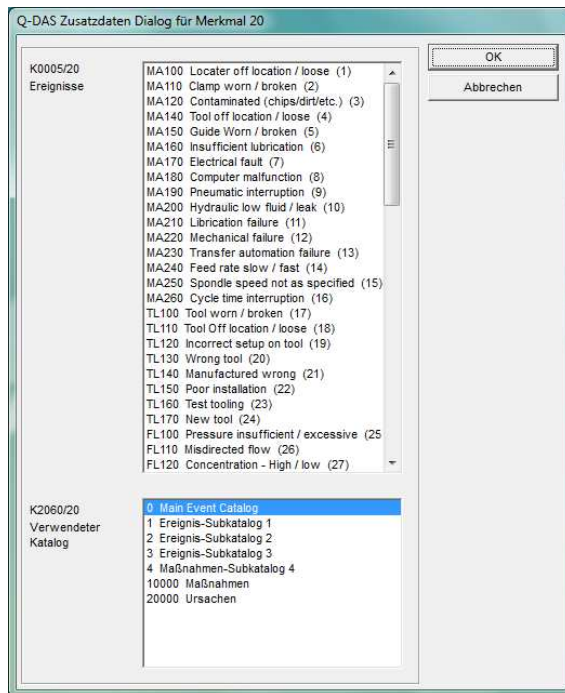 Q-DAS Zusatzdaten Dialog für Merkmal 20
K0005/20
Ereignisse
MA100 Locater off location / loose (1)
MA110 Clamp worn / broken (2)
MA120 Contaminated (chips/dirt/etc.) (3)
MA140 Tool off location / loose (4)
MA150 Guide Worn / broken (5)
MA160 Insufficient lubrication (6)
MA170 Electrical fault (7)
MA180 Computer malfunction (8)
MA190 Pneumatic interruption (9)
MA200 Hydraulic low fluid / leak (10)
MA210 Librication failure (11)
MA220 Mechanical failure (12)
MA230 Transfer automation failure (13)
MA240 Feed rate slow / fast (14)
MA250 Spondle speed not as specified (15)
MA260 Cycle time interruption (16)
TL100 Tool worn / broken (17)
TL110 Tool Off location / loose (18)
TL120 Incorrect setup on tool (19)
TL130 Wrong tool (20)
TL140 Manufactured wrong (21)
TL150 Poor installation (22)
TL160 Test tooling (23)
TL170 New tool (24)
FL100 Pressure insufficient / excessive (25
FL110 Misdirected flow (26)
FL120 Concentration - High / low (27)
OK
Abbrechen
K2060/20
Verwendeter
Katalog
0 Main Event Catalog
1 Ereignis-Subkatalog 1
2 Ereignis-Subkatalog 2
3 Ereignis-Subkatalog 3
4 Maßnahmen-Subkatalog 4
10000 Maßnahmen
20000 Ursachen